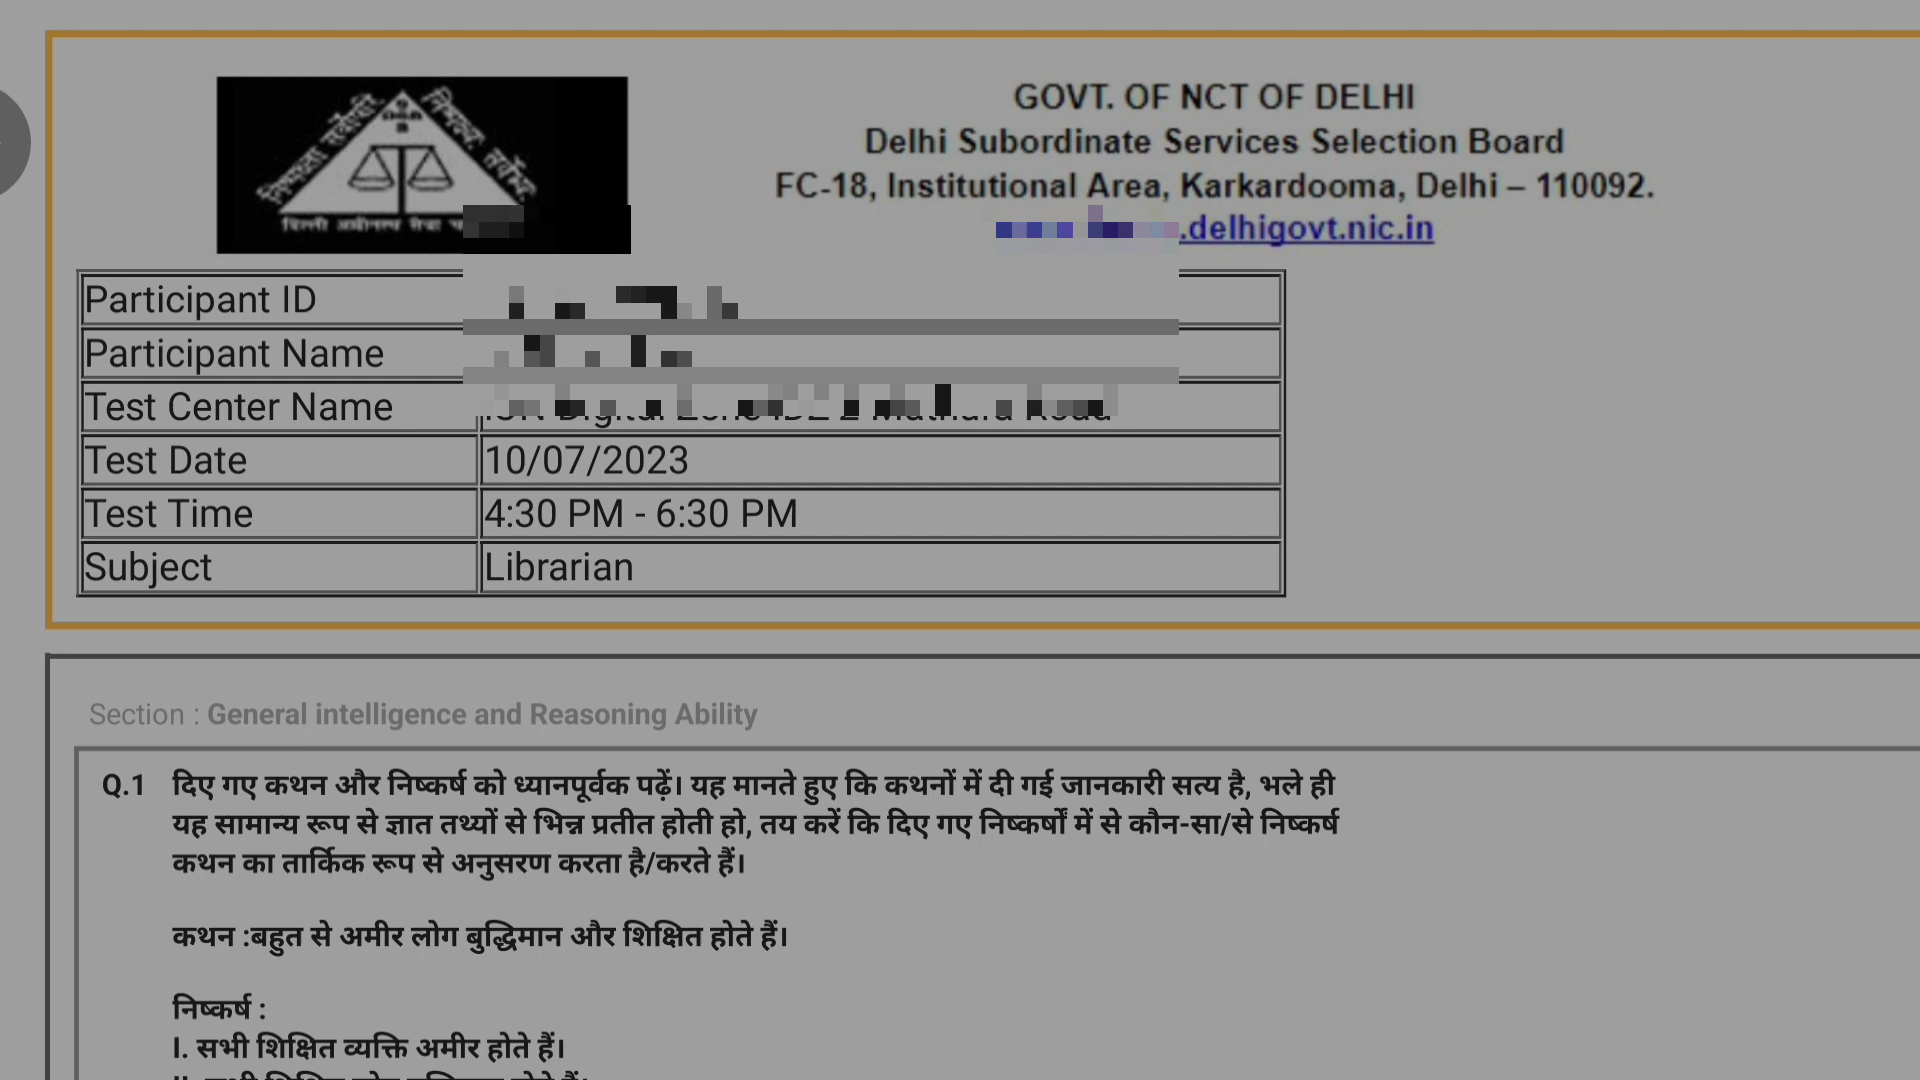 GOVT. OF NCT OF DELHI
Delhi Subordinate Services Selection Board
FC-18, Institutional Area, Karkardooma, Delhi – 110092.
.delhigovt.nic.in
Participant ID
Participant Name
Test Center Name
Test Date 10/07/2023
Test Time 4:30 PM - 6:30 PM
Subject Librarian
Section : General intelligence and Reasoning Ability
Q.1 दिए गए कथन और निष्कर्ष को ध्यानपूर्वक पढ़ें। यह मानते हुए कि कथनों में दी गई जानकारी सत्य है, भले ही
यह सामान्य रूप से ज्ञात तथ्यों से भिन्न प्रतीत होती हो, तय करें कि दिए गए निष्कर्षों में से कौन-सा/से निष्कर्ष
कथन का तार्किक रूप से अनुसरण करता है/करते हैं।
कथन :बहुत से अमीर लोग बुद्धिमान और शिक्षित होते हैं।
निष्कर्ष :
I. सभी शिक्षित व्यक्ति अमीर होते हैं।